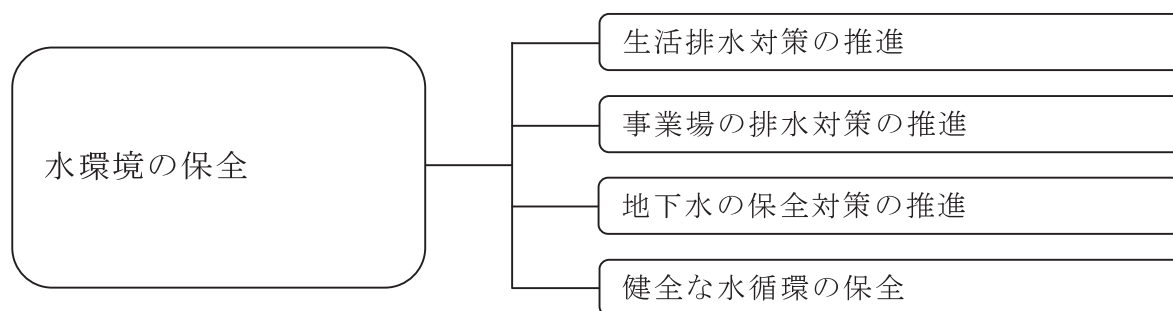 水環境の保全
生活排水対策の推進
事業場の排水対策の推進
地下水の保全対策の推進
健全な水循環の保全